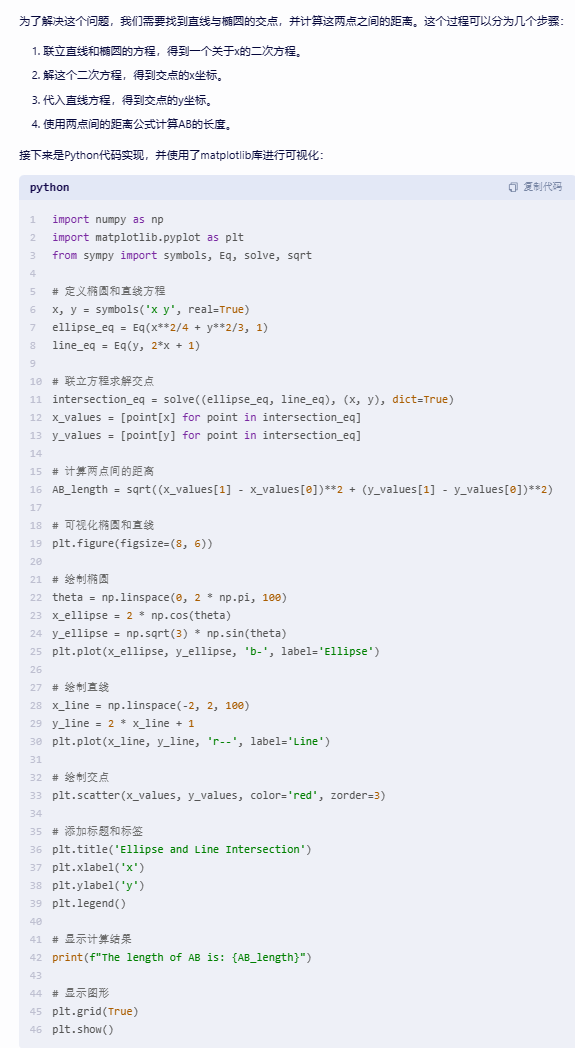 为了解决这个问题，我们需要找到直线与椭圆的交点，并计算这两点之间的距离。这个过程可以分为几个步骤：
1. 联立直线和椭圆的方程，得到一个关于x的二次方程。
2. 解这个二次方程，得到交点的x坐标。
3. 代入直线方程，得到交点的y坐标。
4. 使用两点间的距离公式计算AB的长度。
接下来是Python代码实现，并使用了matplotlib库进行可视化：
python 复制代码
1 import numpy as np
2 import matplotlib.pyplot as plt
3 from sympy import symbols, Eq, solve, sqrt
4
5 # 定义椭圆和直线方程
6 x, y = symbols('x y', real=True)
7 ellipse_eq = Eq(x**2/4 + y**2/3, 1)
8 line_eq = Eq(y, 2*x + 1)
9
10 # 联立方程求解交点
11 intersection_eq = solve((ellipse_eq, line_eq), (x, y), dict=True)
12 x_values = [point[x] for point in intersection_eq]
13 y_values = [point[y] for point in intersection_eq]
14
15 # 计算两点间的距离
16 AB_length = sqrt((x_values[1] - x_values[0])**2 + (y_values[1] - y_values[0])**2)
17
18 # 可视化椭圆和直线
19 plt.figure(figsize=(8, 6))
20
21 # 绘制椭圆
22 theta = np.linspace(0, 2 * np.pi, 100)
23 x_ellipse = 2 * np.cos(theta)
24 y_ellipse = np.sqrt(3) * np.sin(theta)
25 plt.plot(x_ellipse, y_ellipse, 'b-', label='Ellipse')
26
27 # 绘制直线
28 x_line = np.linspace(-2, 2, 100)
29 y_line = 2 * x_line + 1
30 plt.plot(x_line, y_line, 'r--', label='Line')
31
32 # 绘制交点
33 plt.scatter(x_values, y_values, color='red', zorder=3)
34
35 # 添加标题和标签
36 plt.title('Ellipse and Line Intersection')
37 plt.xlabel('x')
38 plt.ylabel('y')
39 plt.legend()
40
41 # 显示计算结果
42 print(f"The length of AB is: {AB_length}")
43
44 # 显示图形
45 plt.grid(True)
46 plt.show()